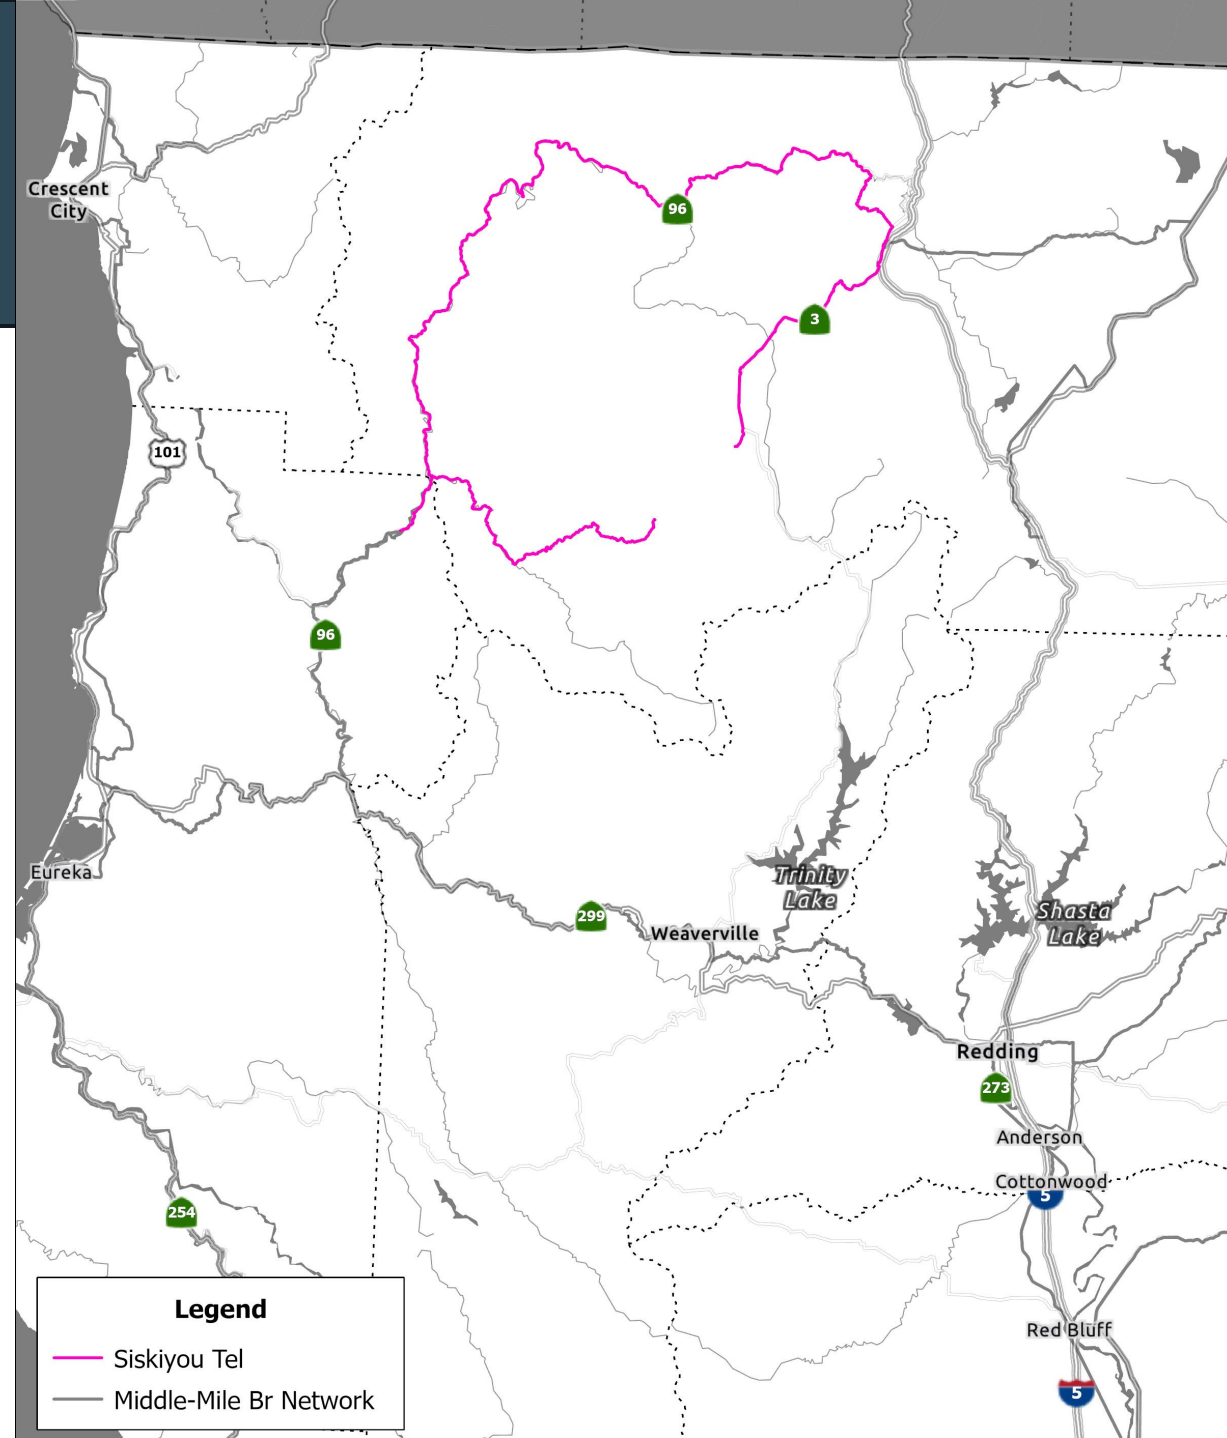 Crescent
City
96
3
101
96
Eureka
Trinity
Lake
299
Weaverville
Shasta
Lake
Redding
273
Anderson
Cottonwood
5
254
Red Bluff
5
Legend
Siskiyou Tel
Middle-Mile Br Network